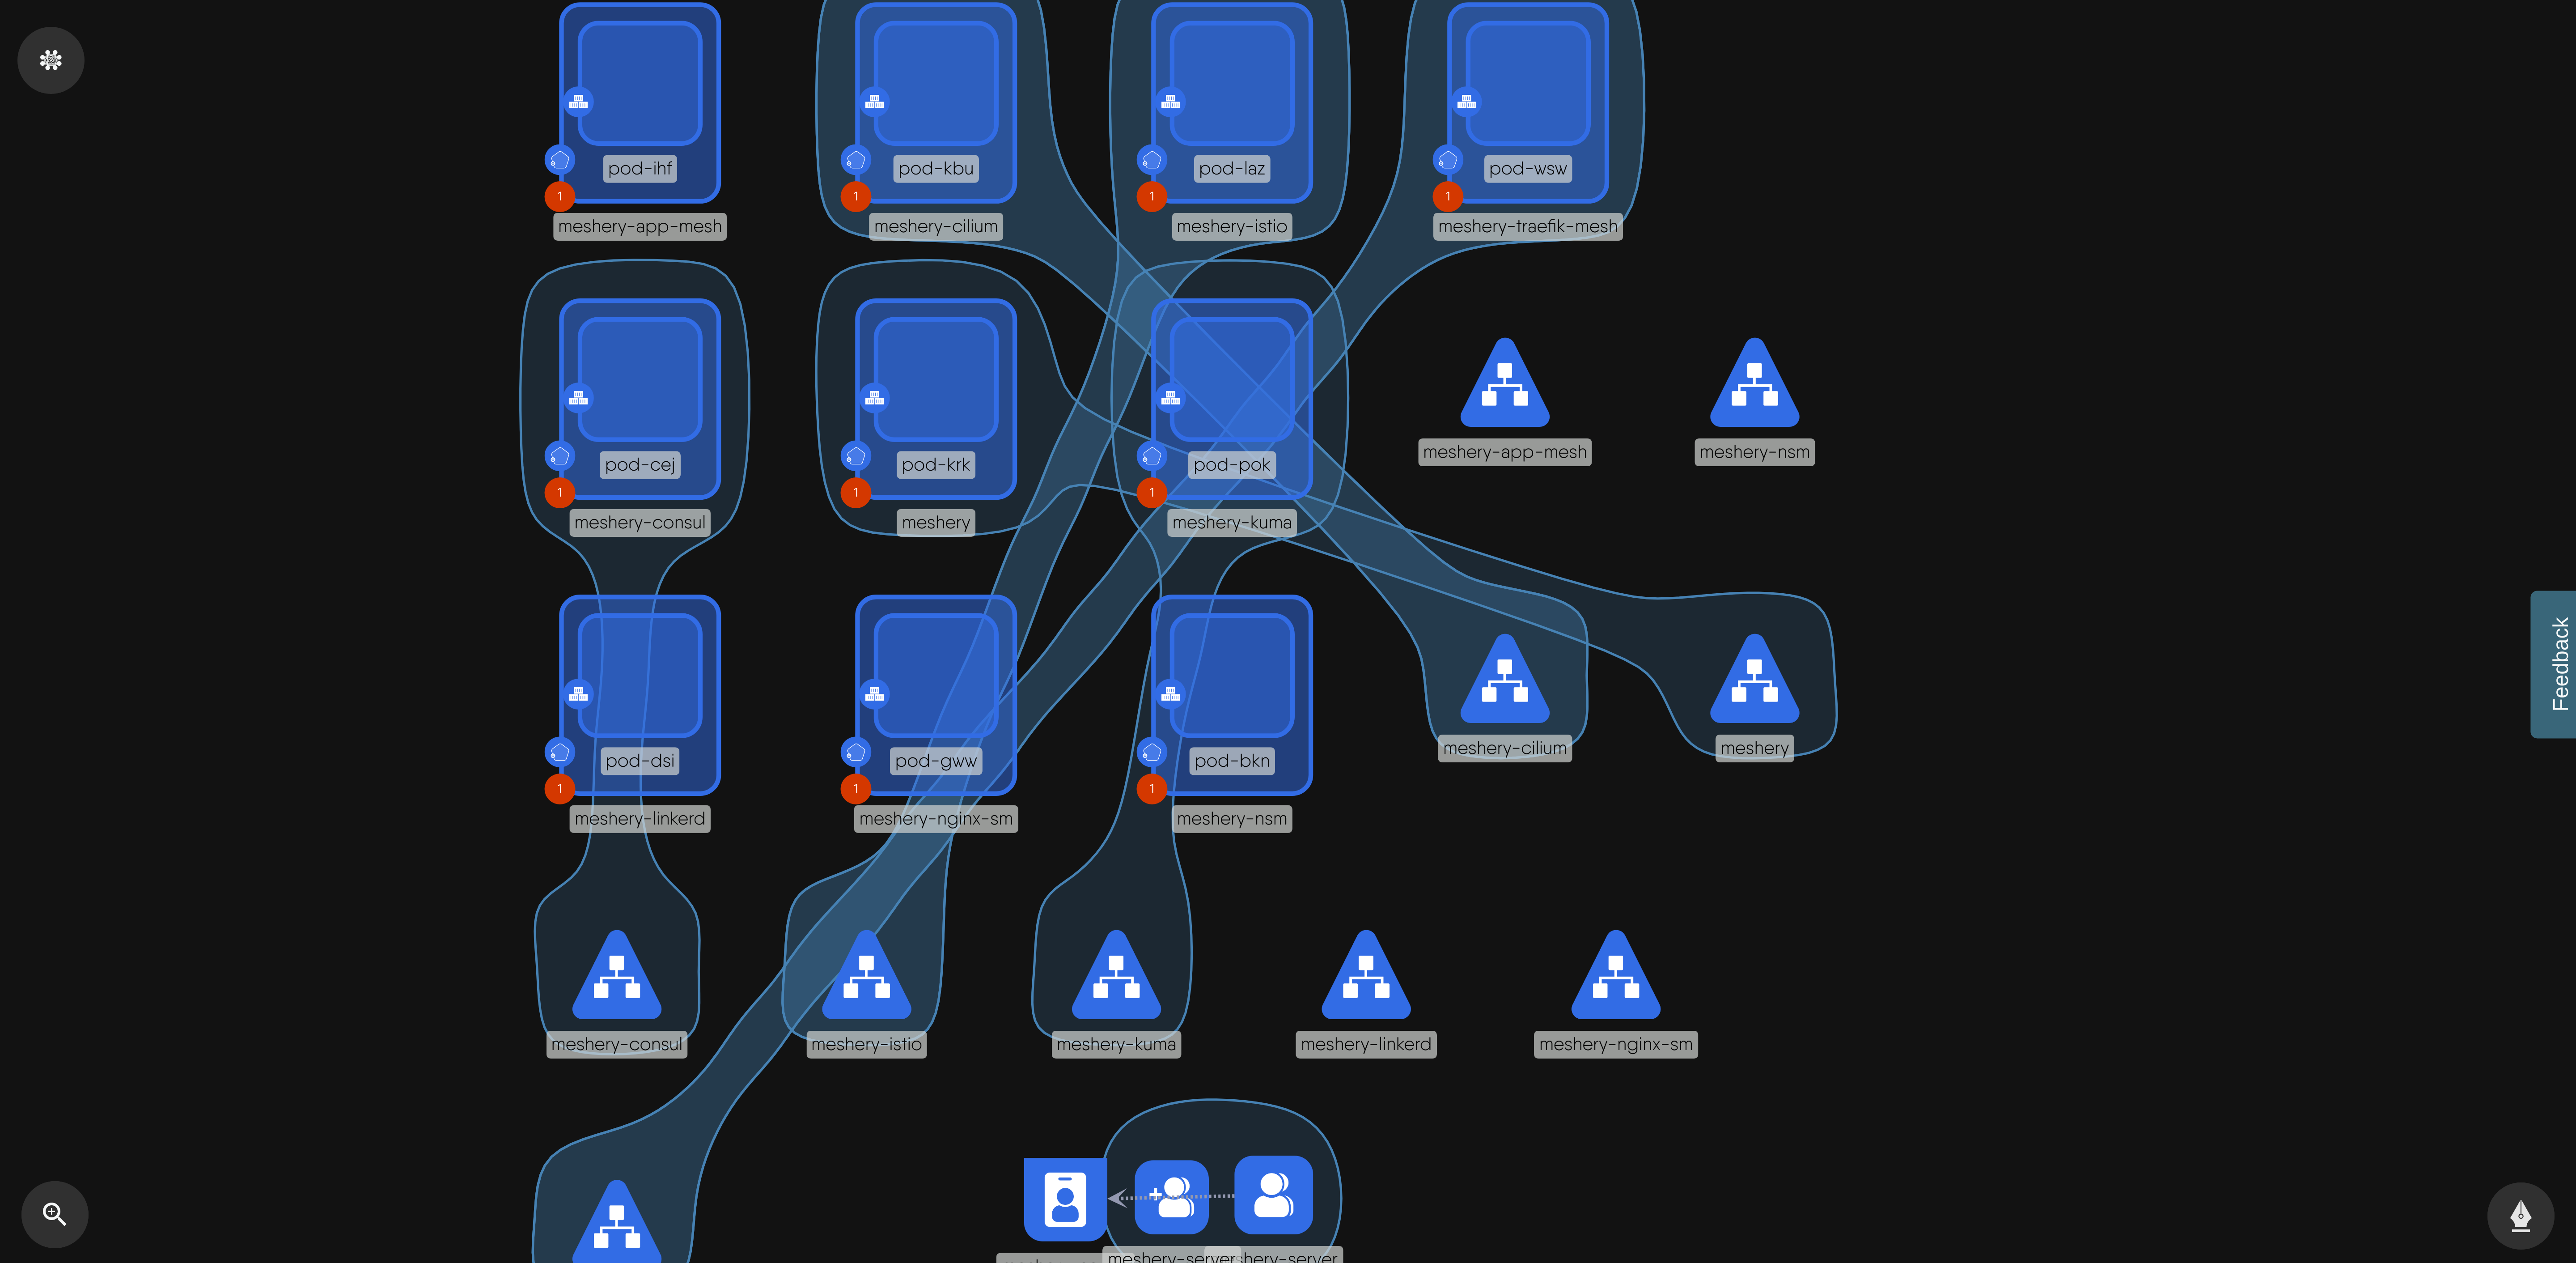 pod-ihf
pod-kbu
pod-laz
pod-wsw
1
1
1
1
meshery-app-mesh
meshery-cilium
meshery-istio
meshery-traefik-mesh
pod-cej
pod-krk
pod-pok
meshery-app-mesh
meshery-nsm
1
1
1
meshery-consul
meshery
meshery-kuma
Feedback
pod-dsi
pod-gww
pod-bkn
meshery-cilium
meshery
1
1
1
meshery-linkerd
meshery-nginx-sm
meshery-nsm
meshery-consul
meshery-istio
meshery-kuma
meshery-linkerd
meshery-nginx-sm
meshery-server